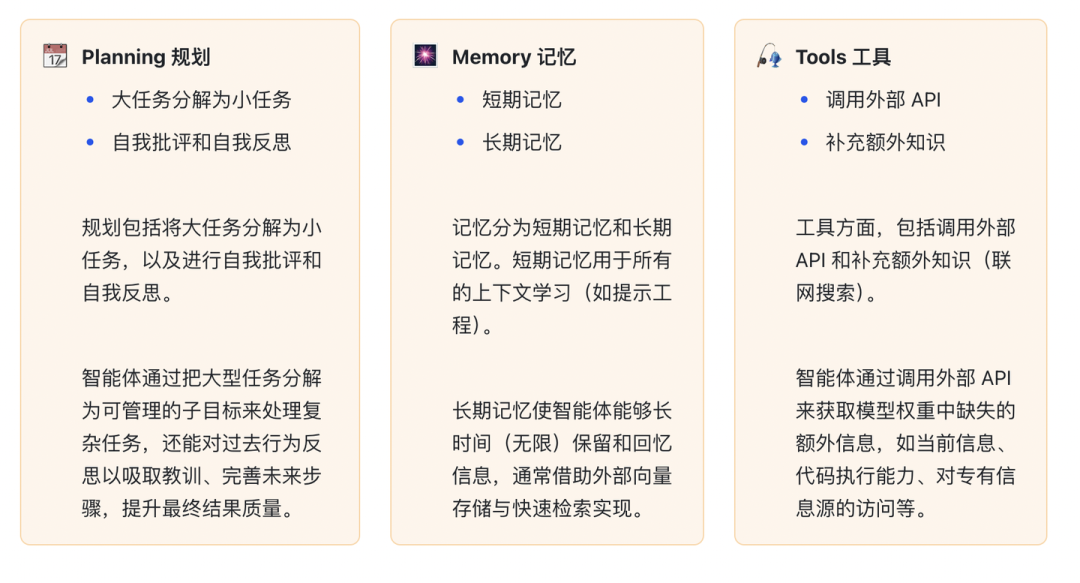 Planning 规划
大任务分解为小任务
自我批评和自我反思
规划包括将大任务分解为小
任务，以及进行自我批评和
自我反思。
智能体通过把大型任务分解
为可管理的子目标来处理复
杂任务，还能对过去行为反
思以吸取教训、完善未来步
骤，提升最终结果质量。
Memory 记忆
短期记忆
长期记忆
记忆分为短期记忆和长期
记忆。短期记忆用于所有
的上下文学习（如提示工
程）。
长期记忆使智能体能够长
时间（无限）保留和回忆
信息，通常借助外部向量
存储与快速检索实现。
Tools 工具
调用外部 API
补充额外知识
工具方面，包括调用外部
API 和补充额外知识（联
网搜索）。
智能体通过调用外部 API
来获取模型权重中缺失的
额外信息，如当前信息、
代码执行能力、对专有信
息源的访问等。